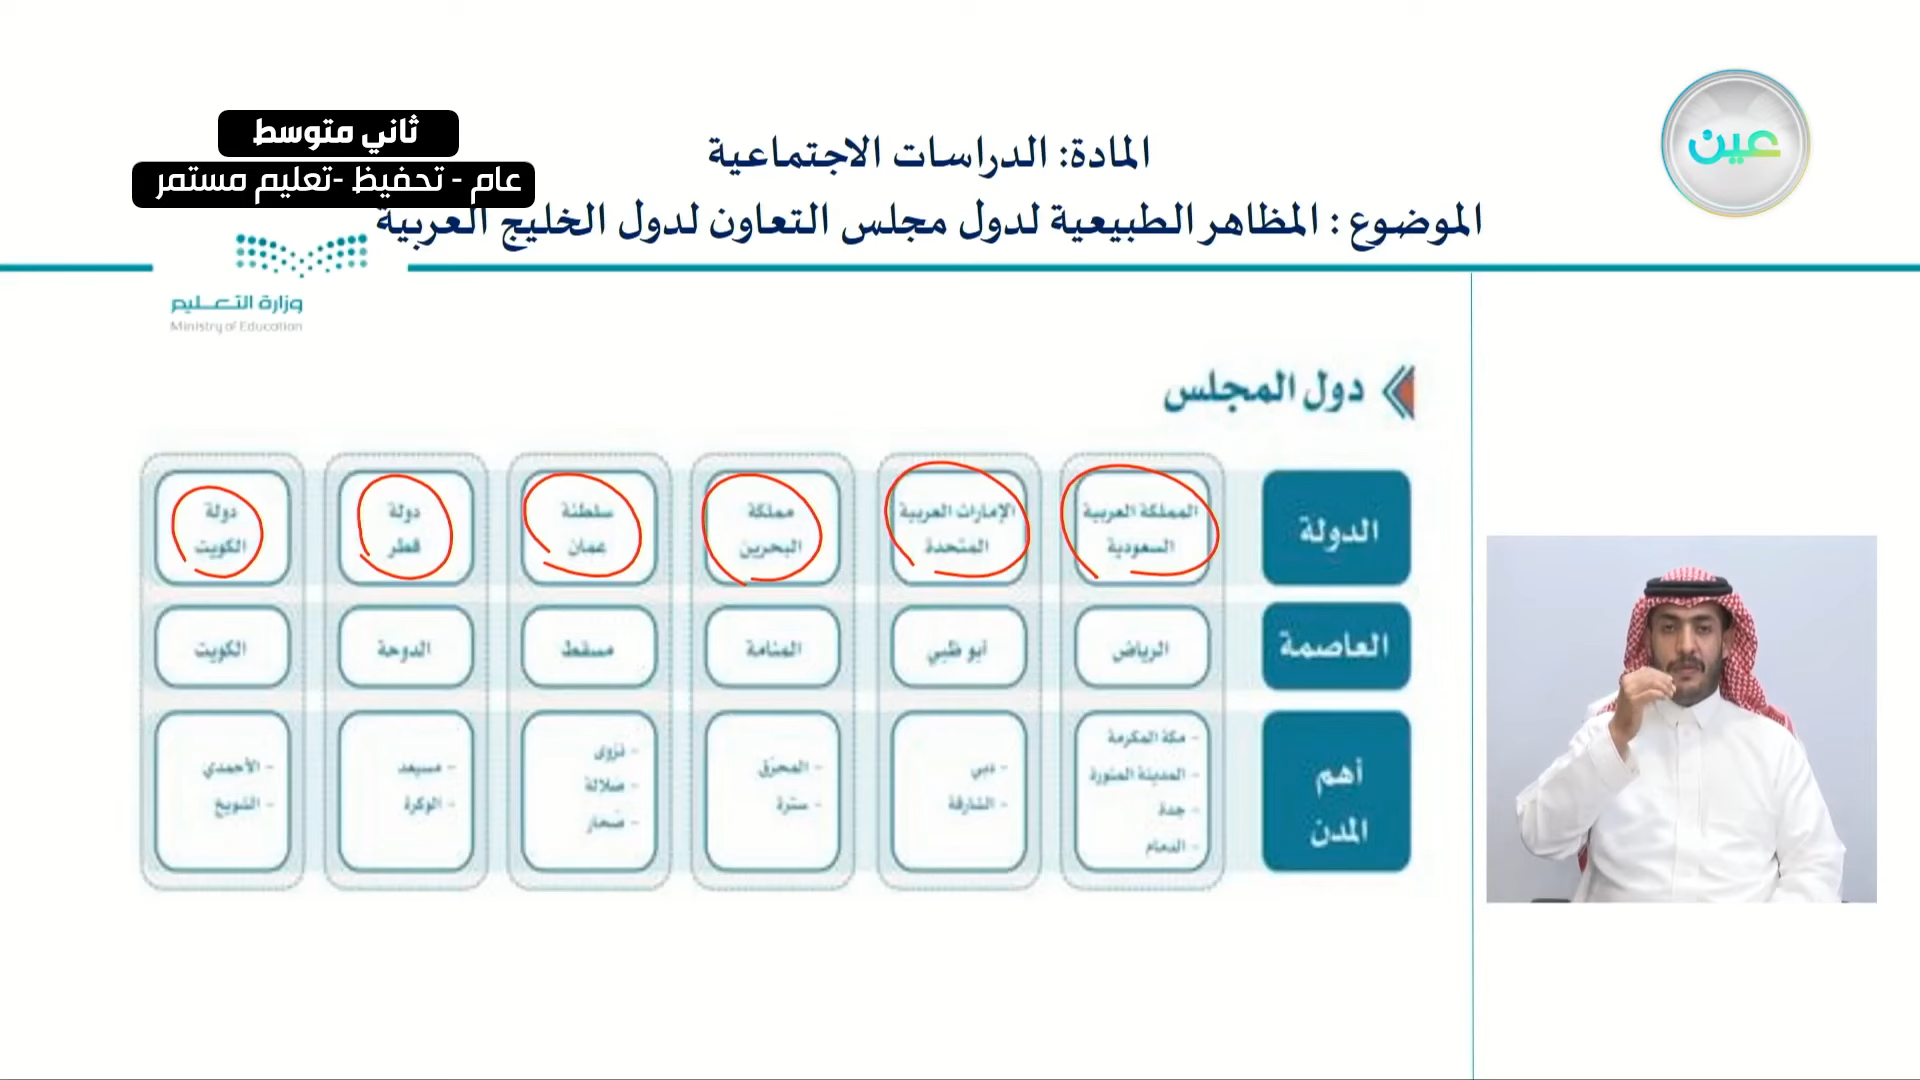 ثاني متوسط
عام - تحفيظ -تعليم مستمر
المادة: الدراسات الاجتماعية
الموضوع : المظاهر الطبيعية لدول مجلس التعاون لدول الخليج العربية
عين
وزارة التعـــليم
Ministry of Education
دول المجلس
الدولة
المملكة العربية
السعودية
الإمارات العربية
المتحدة
مملكة
البحرين
سلطنة
عمان
دولة
قطر
دولة
الكويت
العاصمة
الرياض
أبو ظبي
المنامة
مسقط
الدوحة
الكويت
أهم
المدن
- مكة المكرمة
- المدينة المنورة
- جدة
- الدمام
- دبي
- الشارقة
- المحرّق
- سترة
- نزوى
- صلالة
- صحار
- مسيعد
- الوكرة
- الأحمدي
- الشويخ